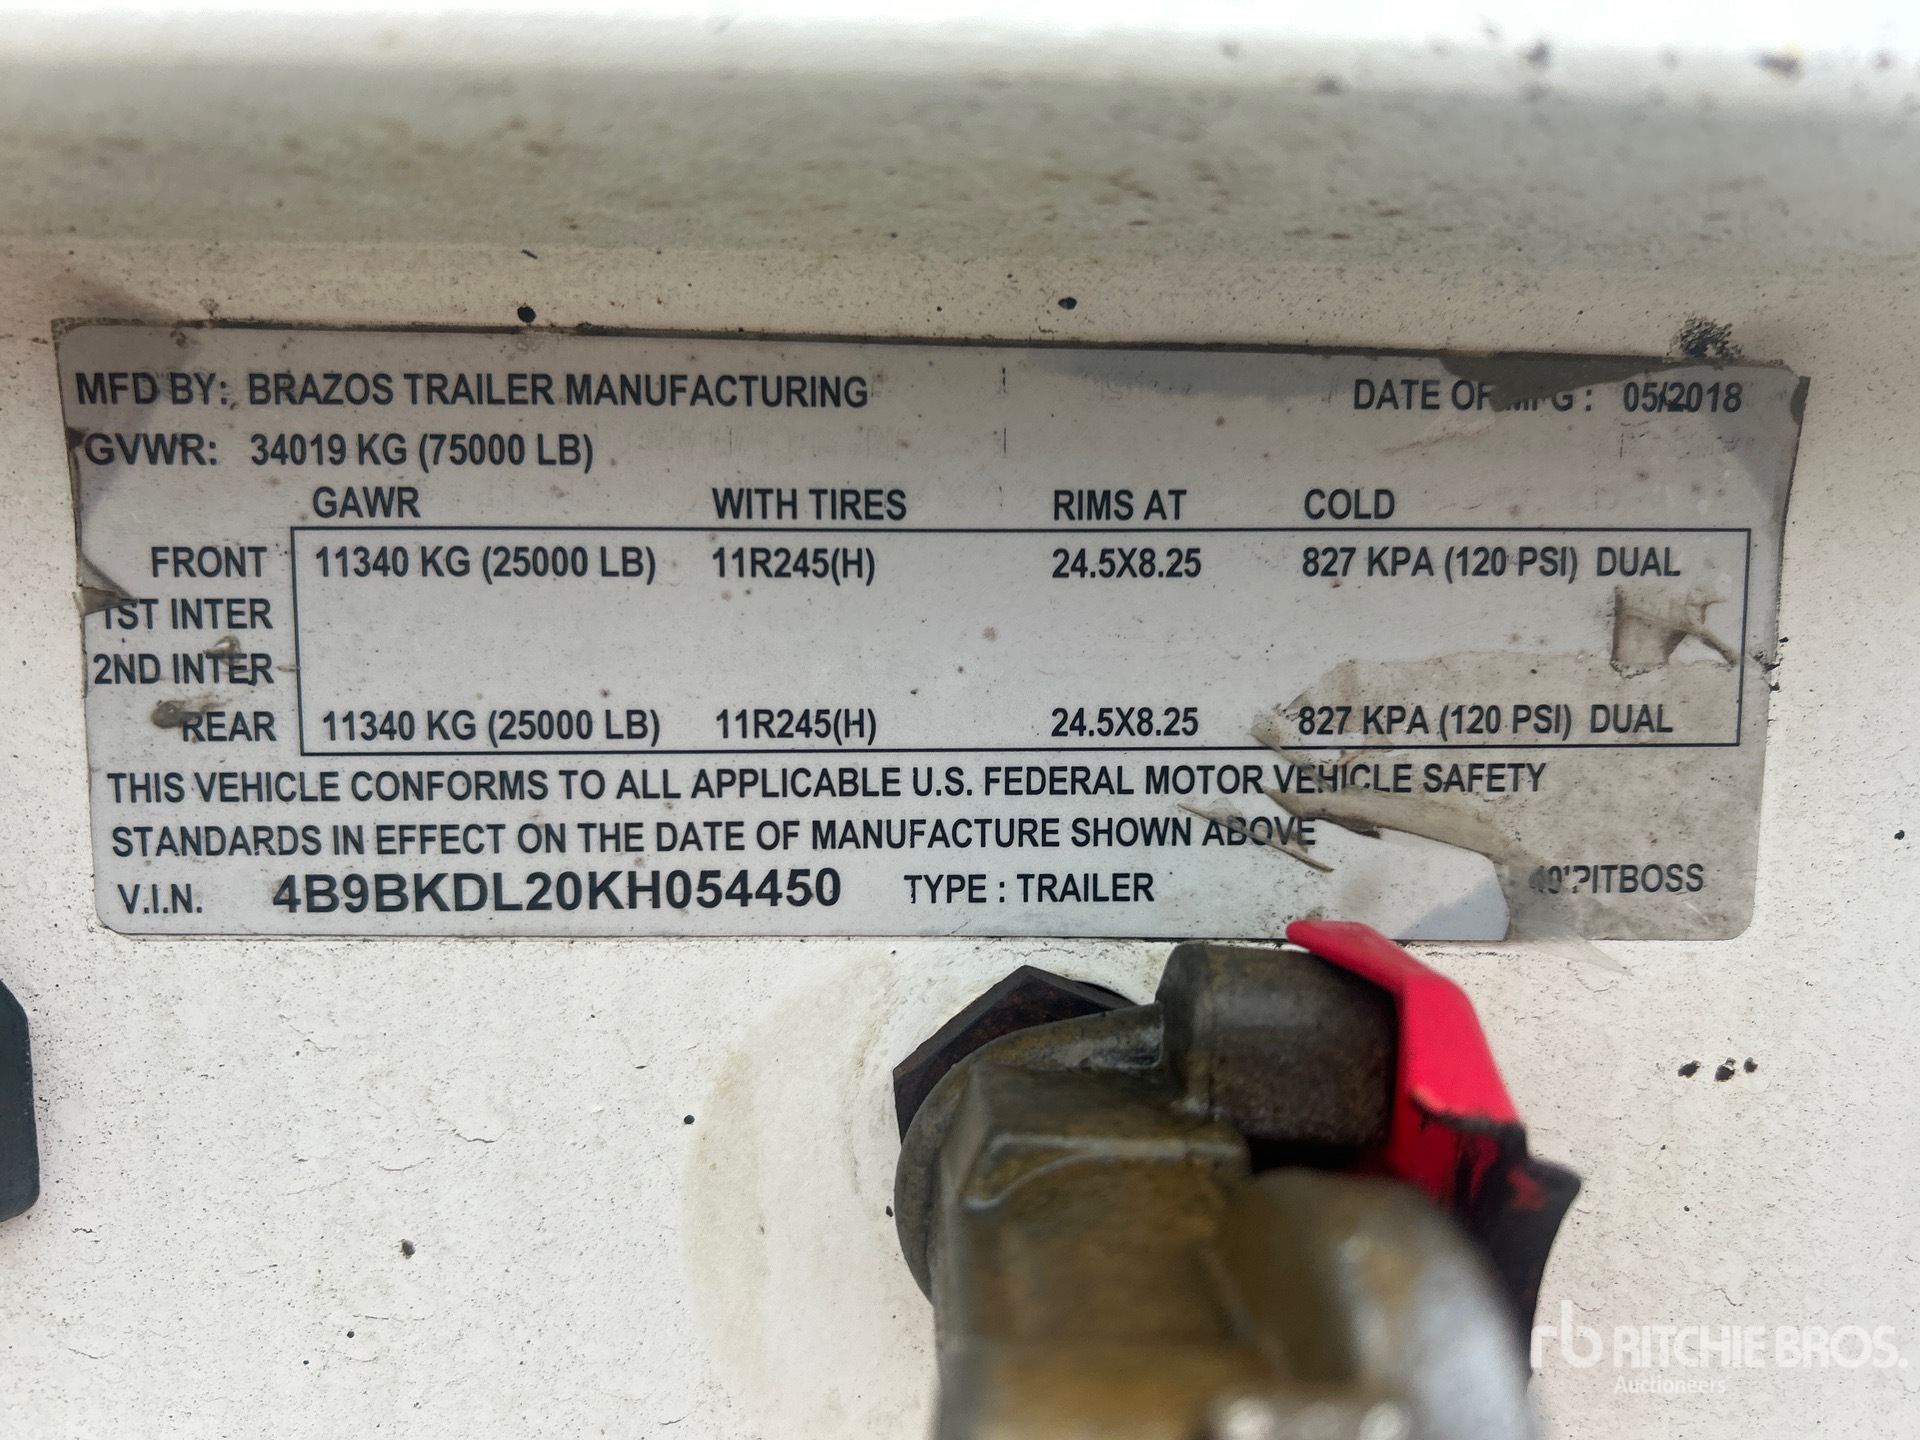 MFD BY: BRAZOS TRAILER MANUFACTURING DATE OF MFG : 05/2018
GVWR: 34019 KG (75000 LB)
GAWR WITH TIRES RIMS AT COLD
FRONT 11340 KG (25000 LB) 11R245(H) 24.5X8.25 827 KPA (120 PSI) DUAL
1ST INTER
2ND INTER
REAR 11340 KG (25000 LB) 11R245(H) 24.5X8.25 827 KPA (120 PSI) DUAL
THIS VEHICLE CONFORMS TO ALL APPLICABLE U.S. FEDERAL MOTOR VEHICLE SAFETY
STANDARDS IN EFFECT ON THE DATE OF MANUFACTURE SHOWN ABOVE
V.I.N. 4B9BKDL20KH054450 TYPE : TRAILER 40'PITBOSS
rb RITCHIE BROS.
Auctioneers